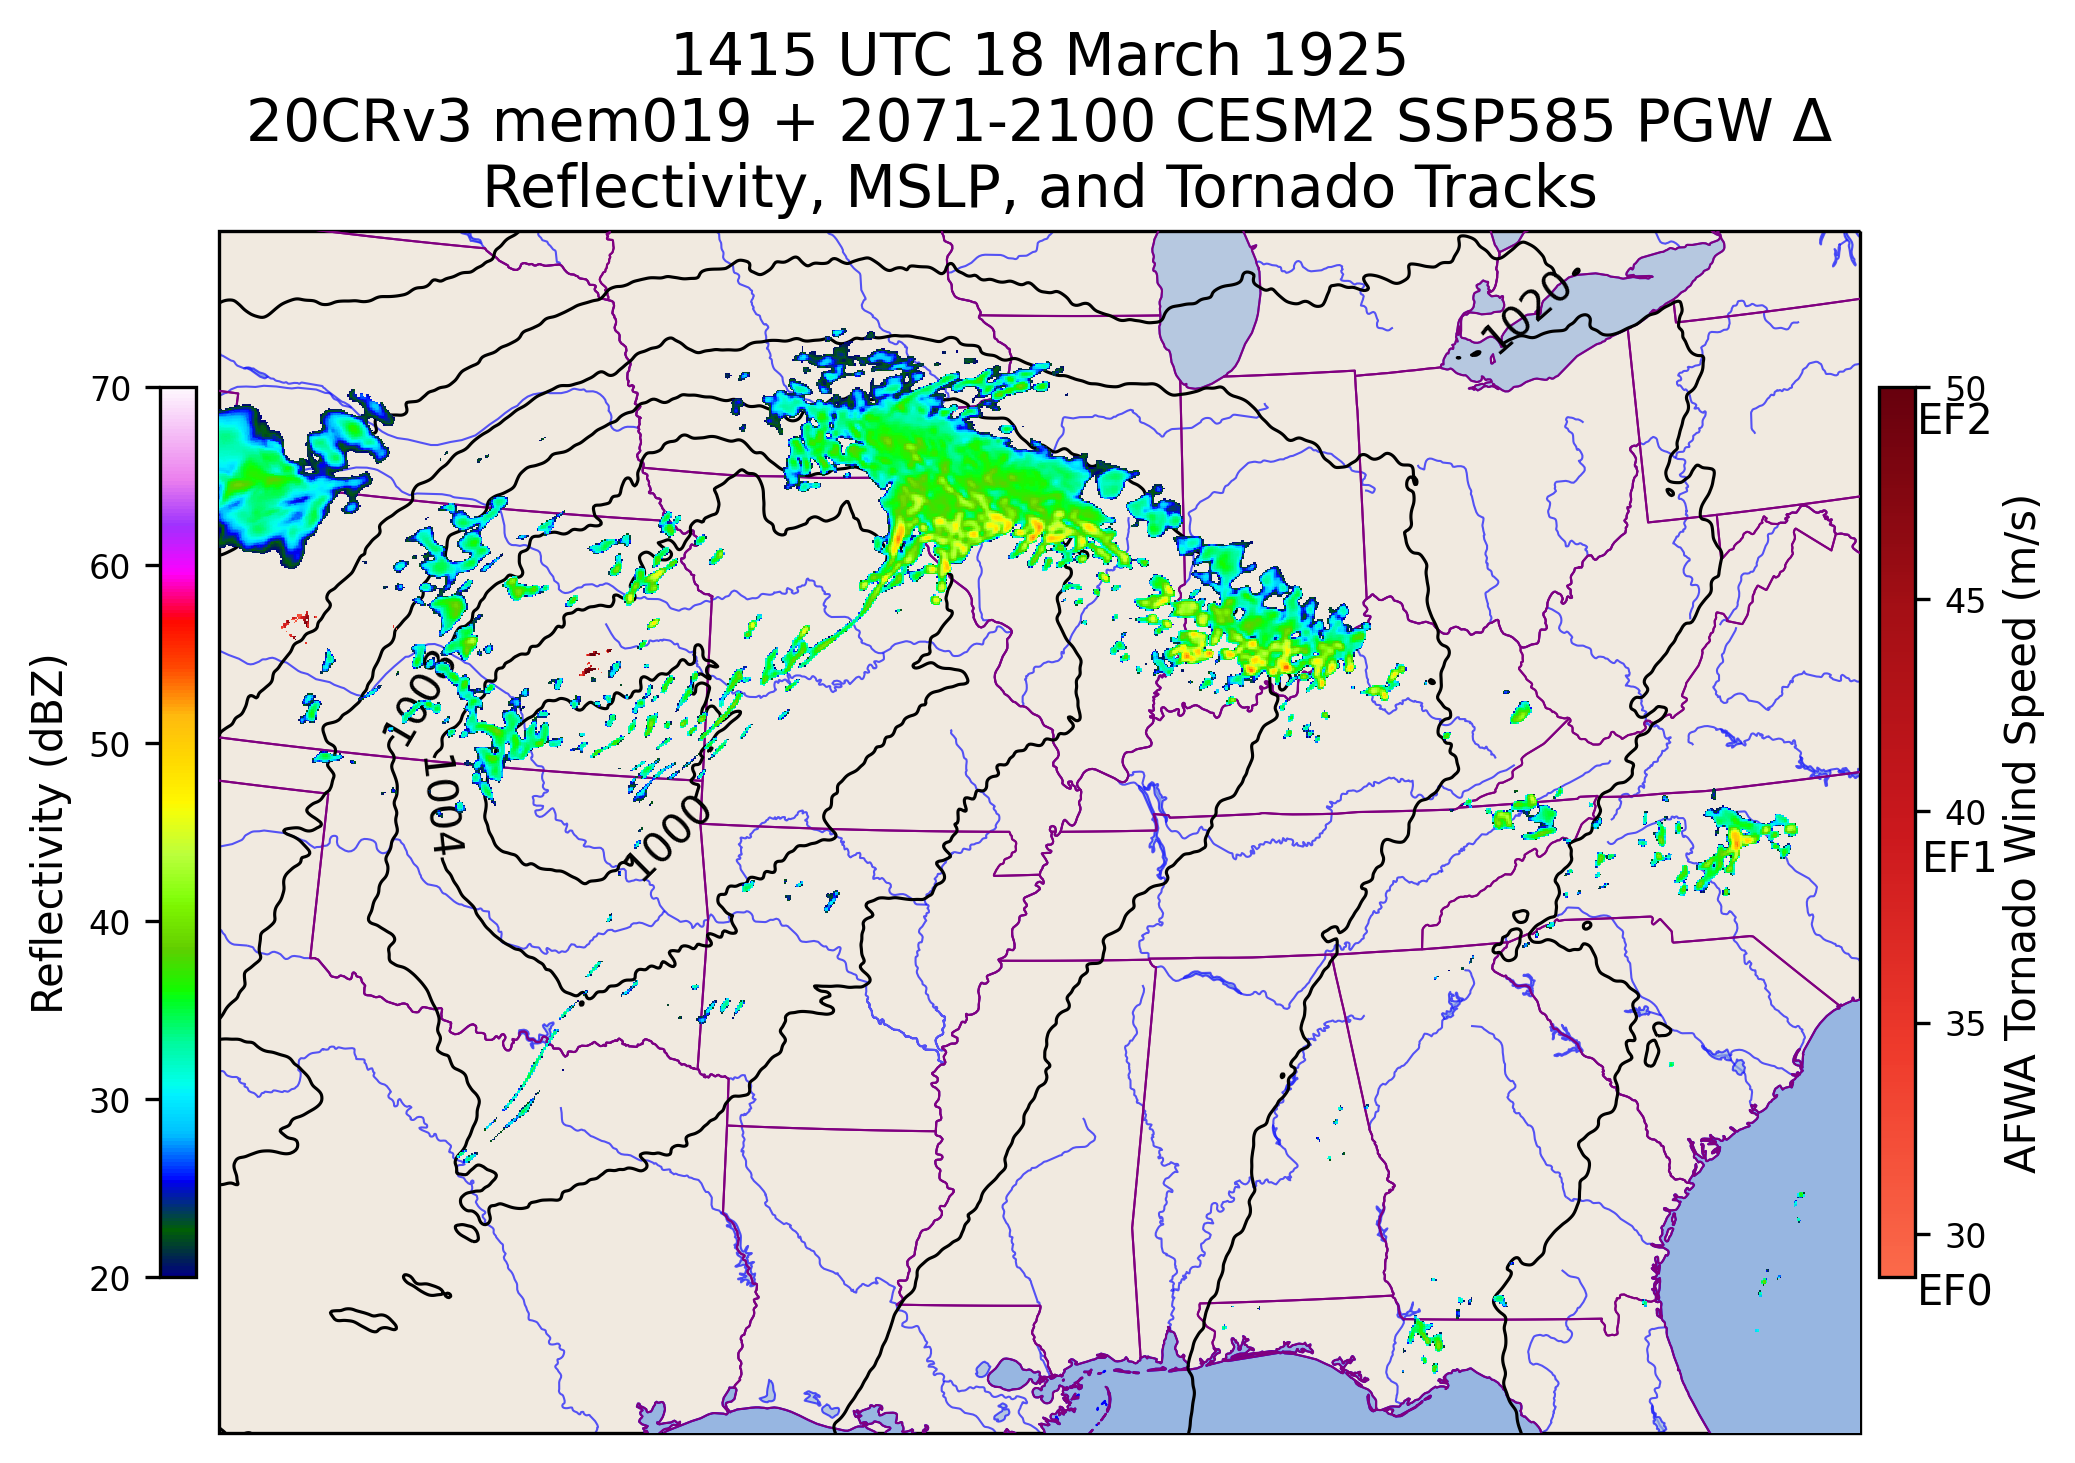 1415 UTC 18 March 1925
20CRv3 mem019 + 2071-2100 CESM2 SSP585 PGW Δ
Reflectivity, MSLP, and Tornado Tracks
1020
70
60
50
40
30
20
Reflectivity (dBZ)
1008
1004
1000
50
EF2
45
40
EF1
35
30
EF0
AFWA Tornado Wind Speed (m/s)